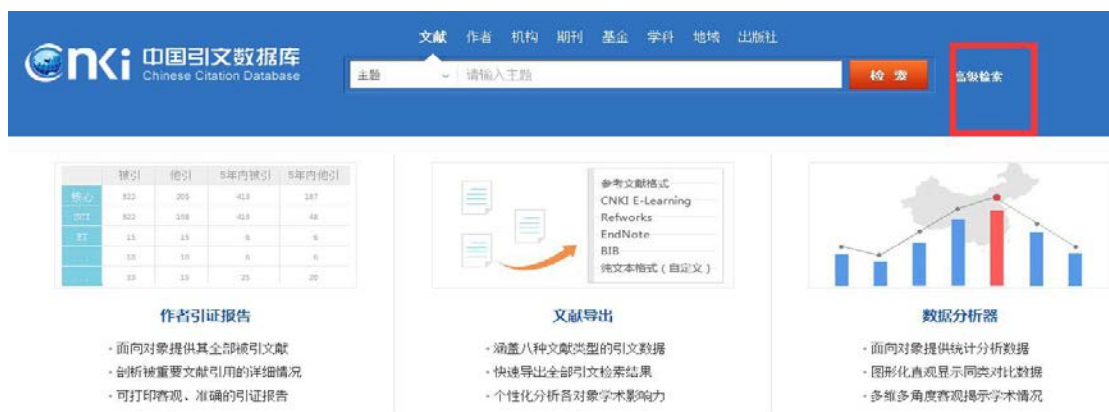 文献 作者 机构 期刊 基金 学科 地域 出版社
cnki 中国引文数据库
Chinese Citation Database
主题 请输入主题 检索 高级检索
被引 他引 5年内被引 5年内他引
核心 522 205 413 187
SCI 522 108 413 48
EI 15 15 6 6
... 10 10 6 6
... 33 15 25 20
参考文献格式
CNKI E-Learning
Refworks
EndNote
BIB
纯文本格式（自定义）
作者引证报告
·面向对象提供其全部被引文献
·剖析被重要文献引用的详细情况
·可打印客观、准确的引证报告
文献导出
·涵盖八种文献类型的引文数据
·快速导出全部引文检索结果
·个性化分析各对象学术影响力
数据分析器
·面向对象提供统计分析数据
·图形化直观显示同类对比数据
·多维多角度客观揭示学术情况